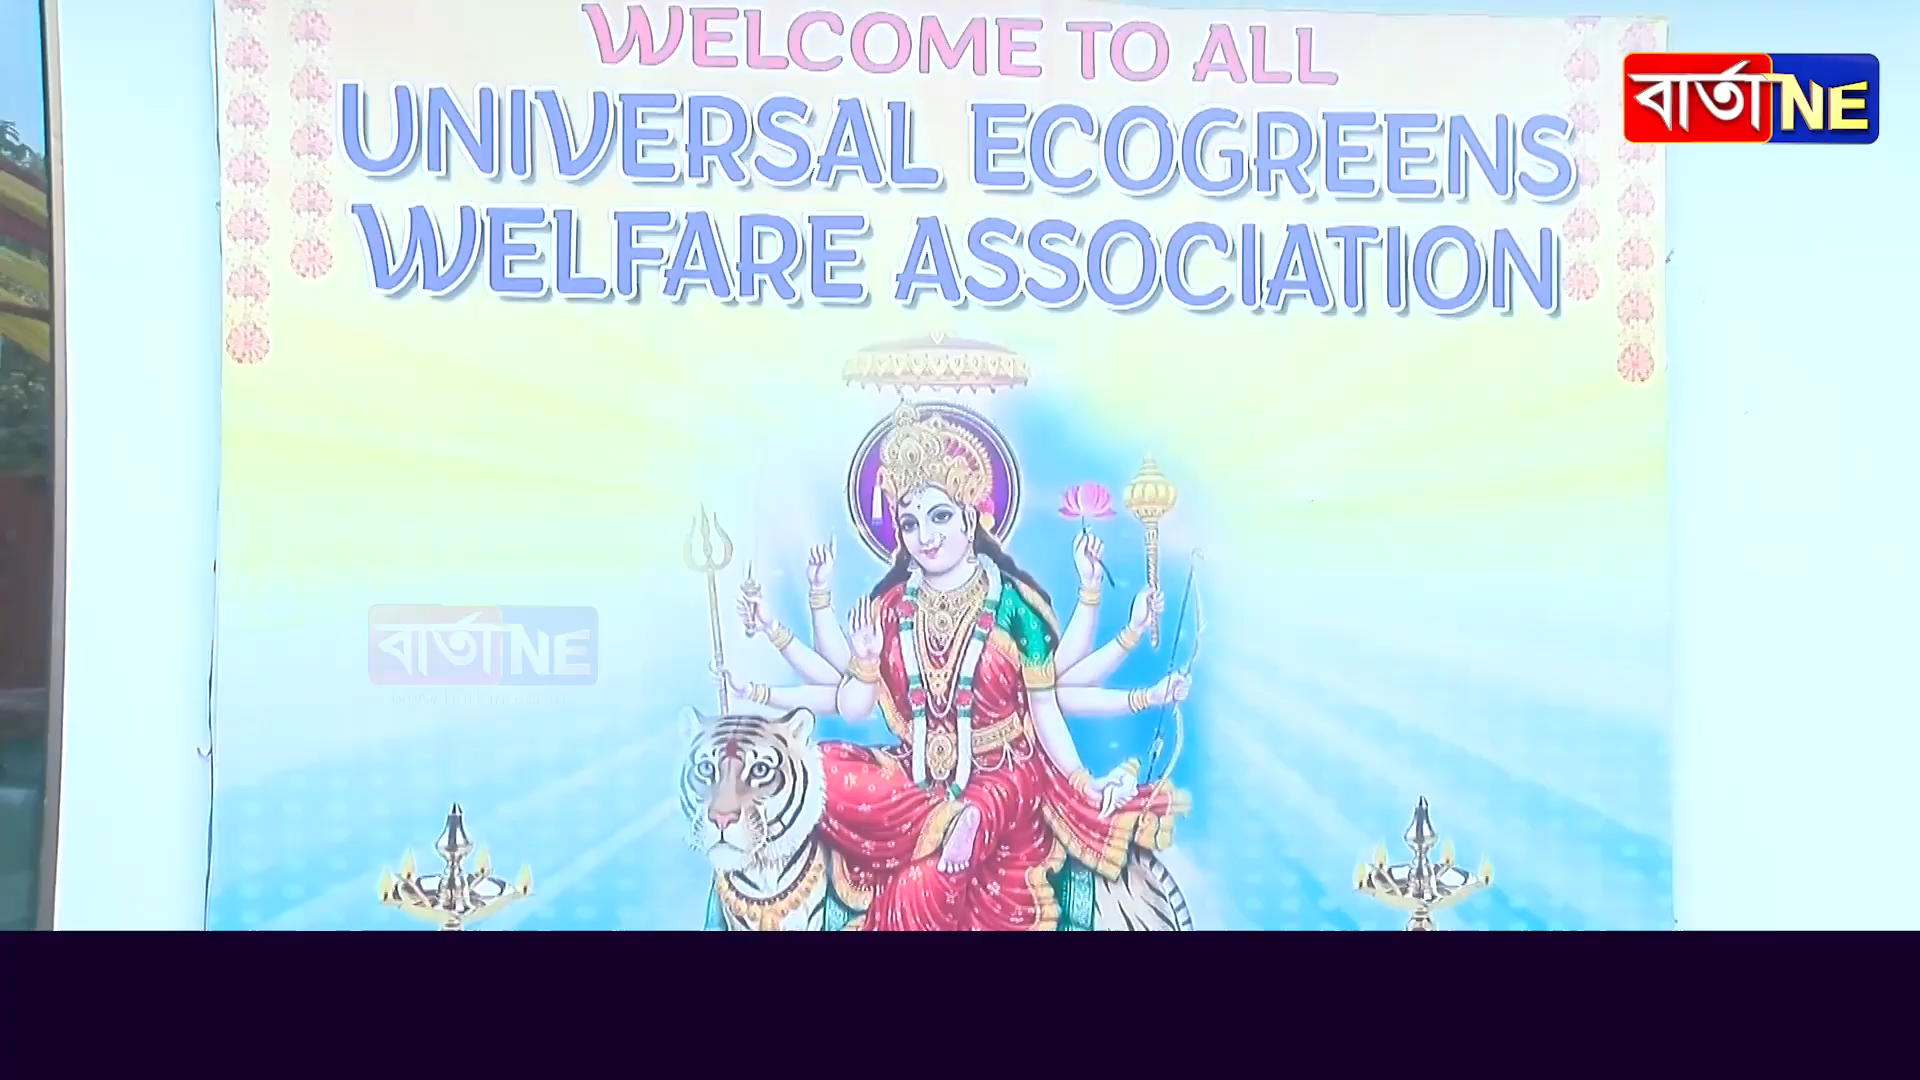 WELCOME TO ALL
বার্তা NE
UNIVERSAL ECOGREENS
WELFARE ASSOCIATION
বার্তা NE